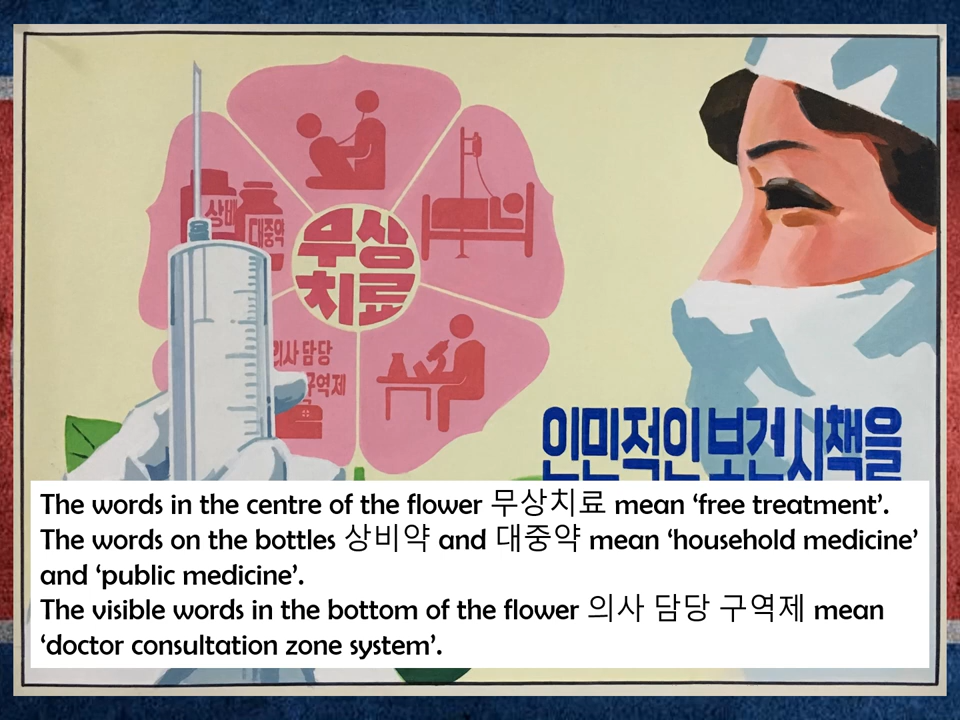 무상
치료
상비
대중약
의사 담당
구역제
인민적인 보건시책을
The words in the centre of the flower 무상치료 mean ‘free treatment’.
The words on the bottles 상비약 and 대중약 mean ‘household medicine’
and ‘public medicine’.
The visible words in the bottom of the flower 의사 담당 구역제 mean
‘doctor consultation zone system’.